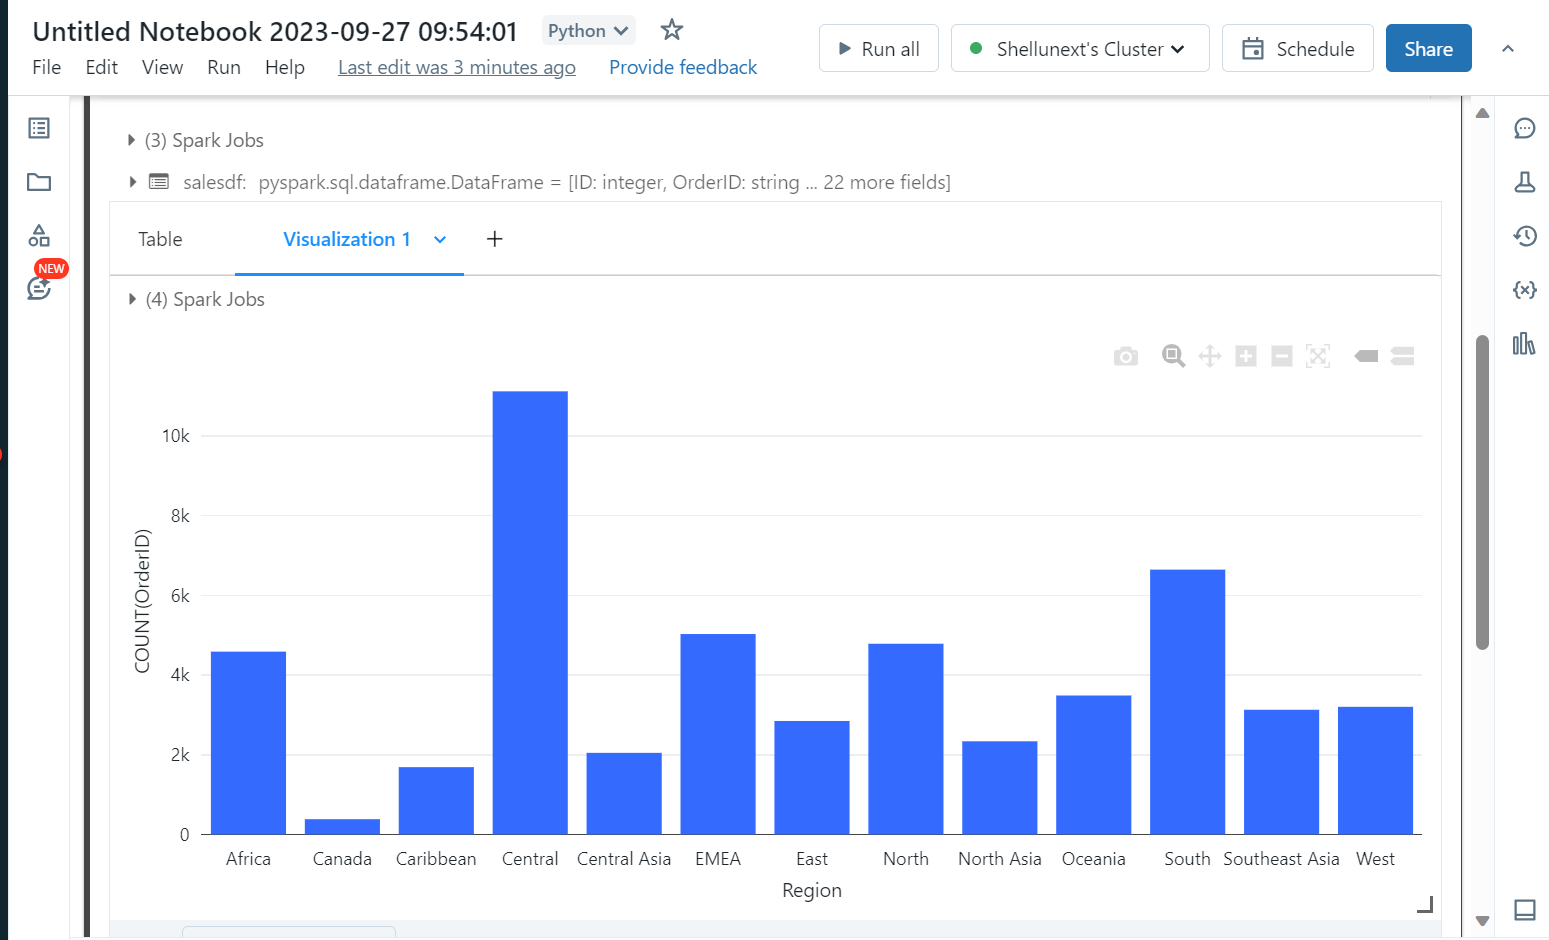 Untitled Notebook 2023-09-27 09:54:01 Python
File Edit View Run Help Last edit was 3 minutes ago Provide feedback
Run all Shellunext's Cluster Schedule Share
NEW
(3) Spark Jobs
salesdf: pyspark.sql.dataframe.DataFrame = [ID: integer, OrderID: string ... 22 more fields]
Table Visualization 1 +
(4) Spark Jobs
10k
8k
6k
4k
2k
0
COUNT(OrderID)
Africa Canada Caribbean Central Central Asia EMEA East North North Asia Oceania South Southeast Asia West
Region